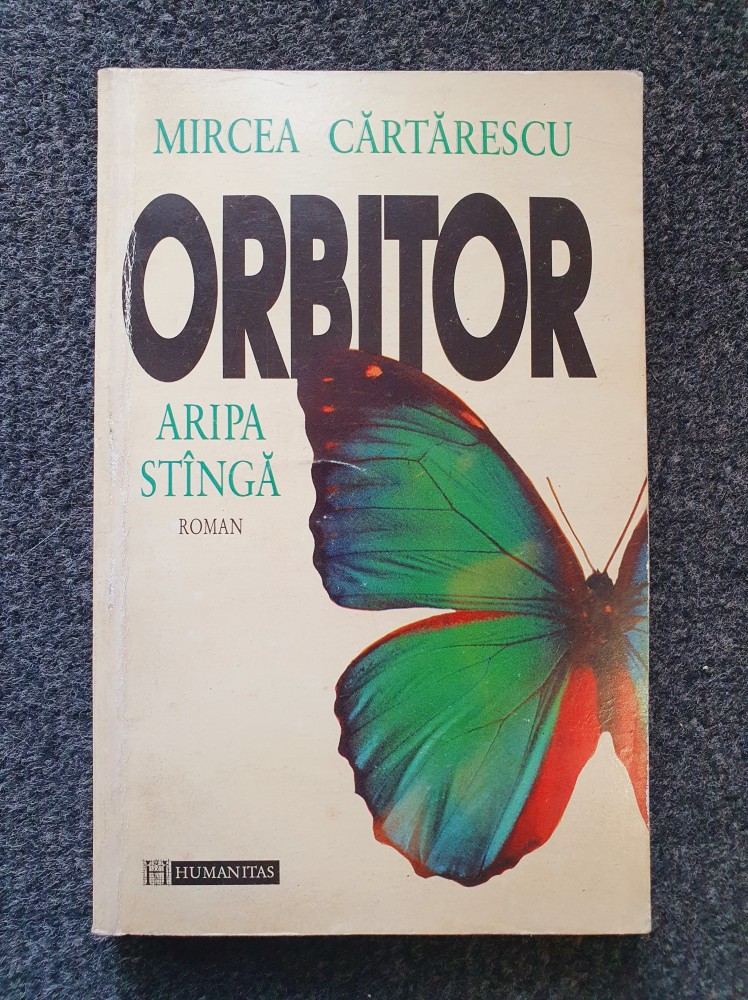 MIRCEA CĂRTĂRESCU
ORBITOR
ARIPA
STÎNGĂ
ROMAN
HUMANITAS